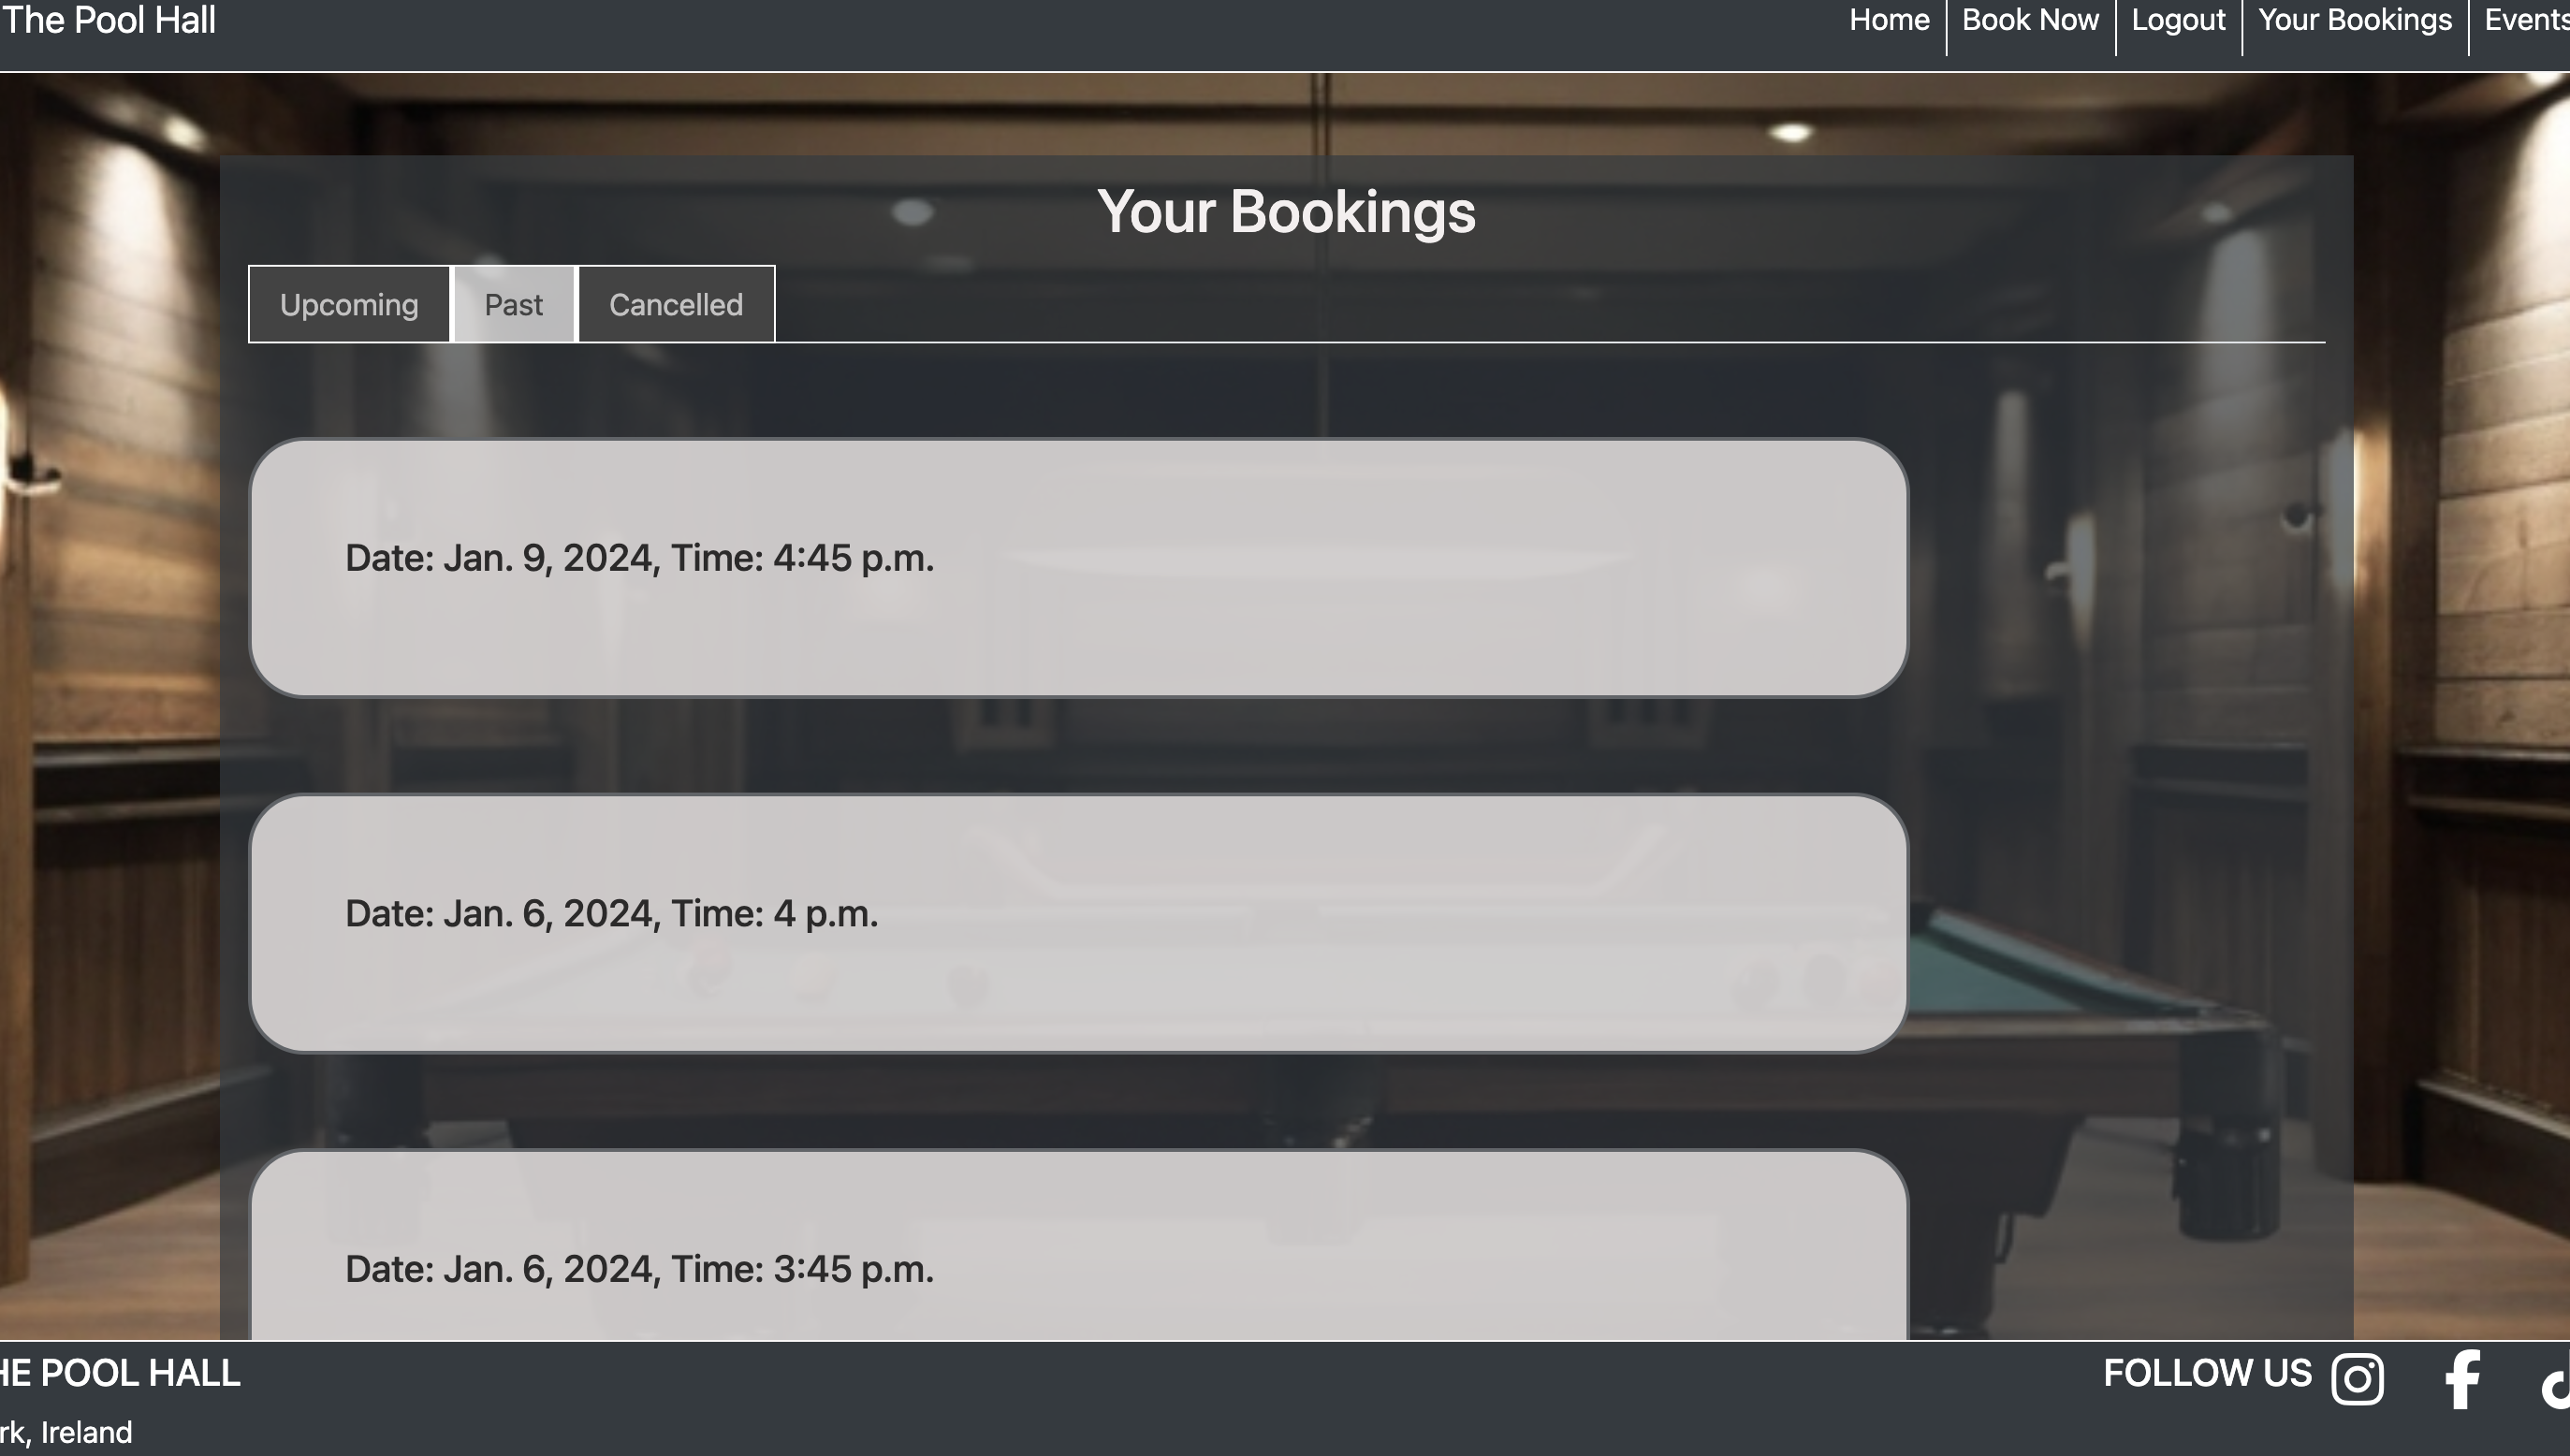 The Pool Hall
Home
Book Now
Logout
Your Bookings
Events
Your Bookings
Upcoming
Past
Cancelled
Date: Jan. 9, 2024, Time: 4:45 p.m.
Date: Jan. 6, 2024, Time: 4 p.m.
Date: Jan. 6, 2024, Time: 3:45 p.m.
HE POOL HALL
FOLLOW US
rk, Ireland